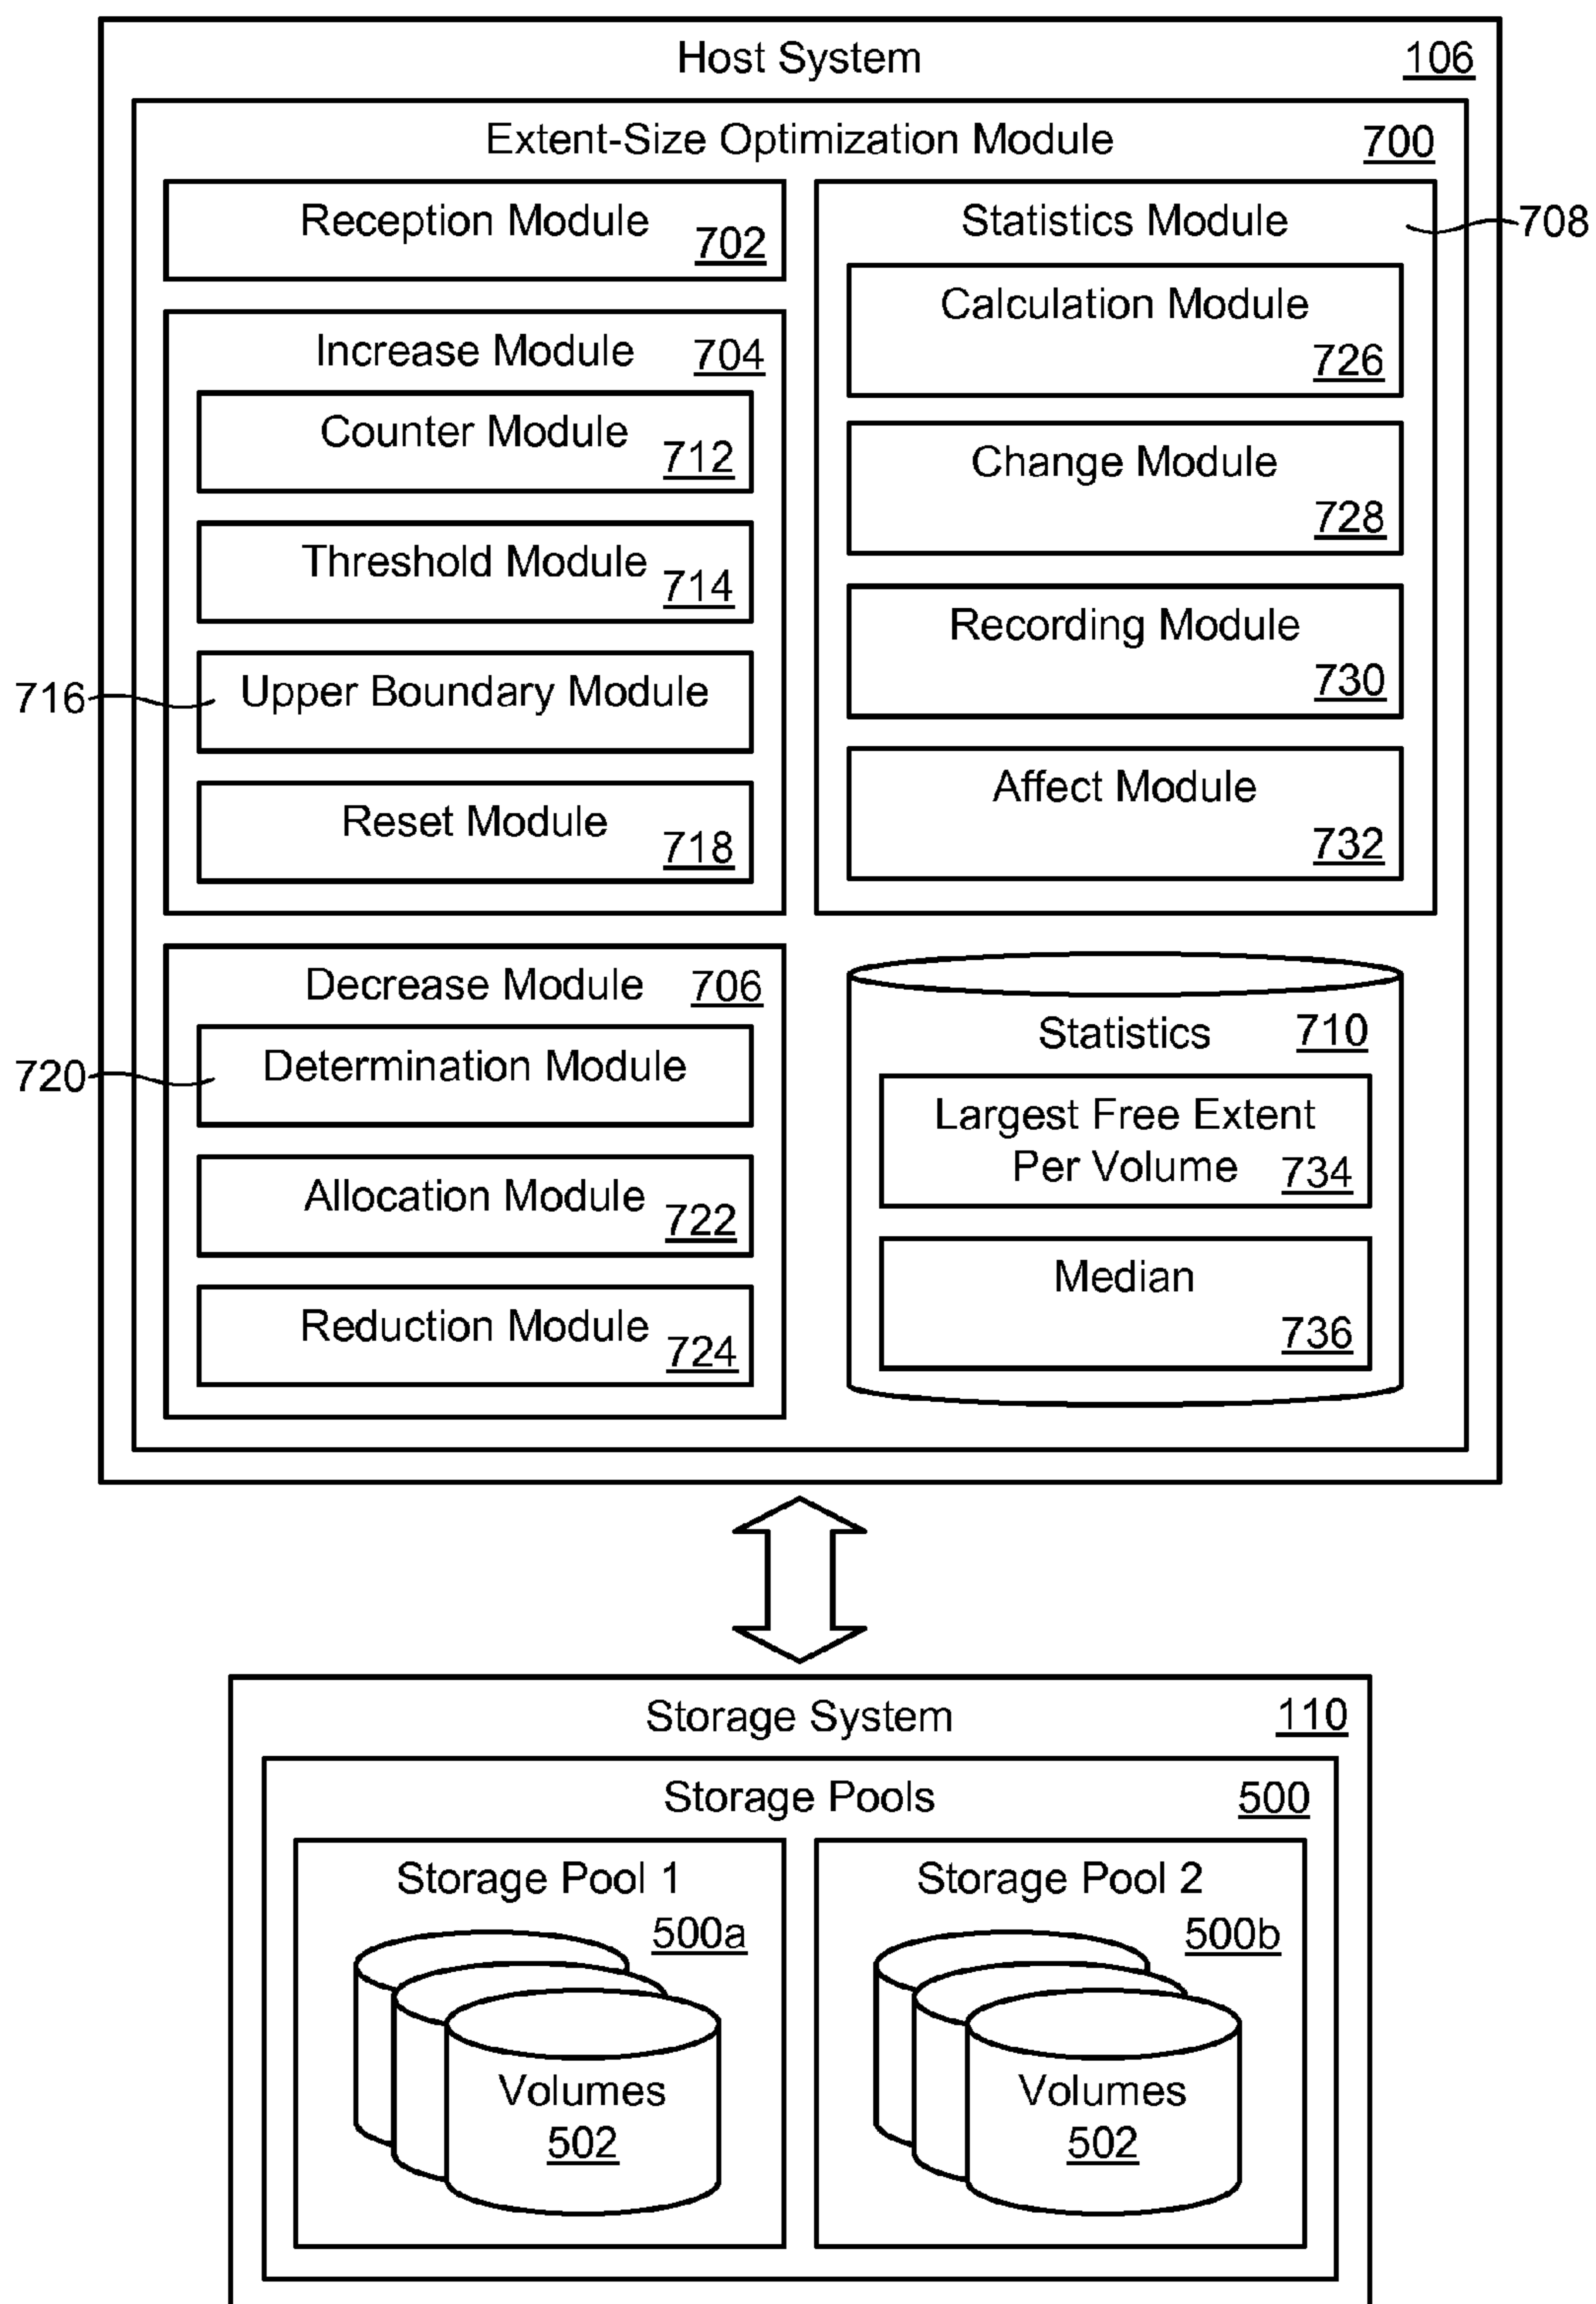 Host System 106
Extent-Size Optimization Module 700
Reception Module 702
Increase Module 704
Counter Module 712
Threshold Module 714
716 Upper Boundary Module
Reset Module 718
Decrease Module 706
720 Determination Module
Allocation Module 722
Reduction Module 724
Statistics Module 708
Calculation Module
726
Change Module
728
Recording Module
730
Affect Module
732
Statistics 710
Largest Free Extent
Per Volume 734
Median
736
Storage System 110
Storage Pools 500
Storage Pool 1
500a
Volumes
502
Storage Pool 2
500b
Volumes
502